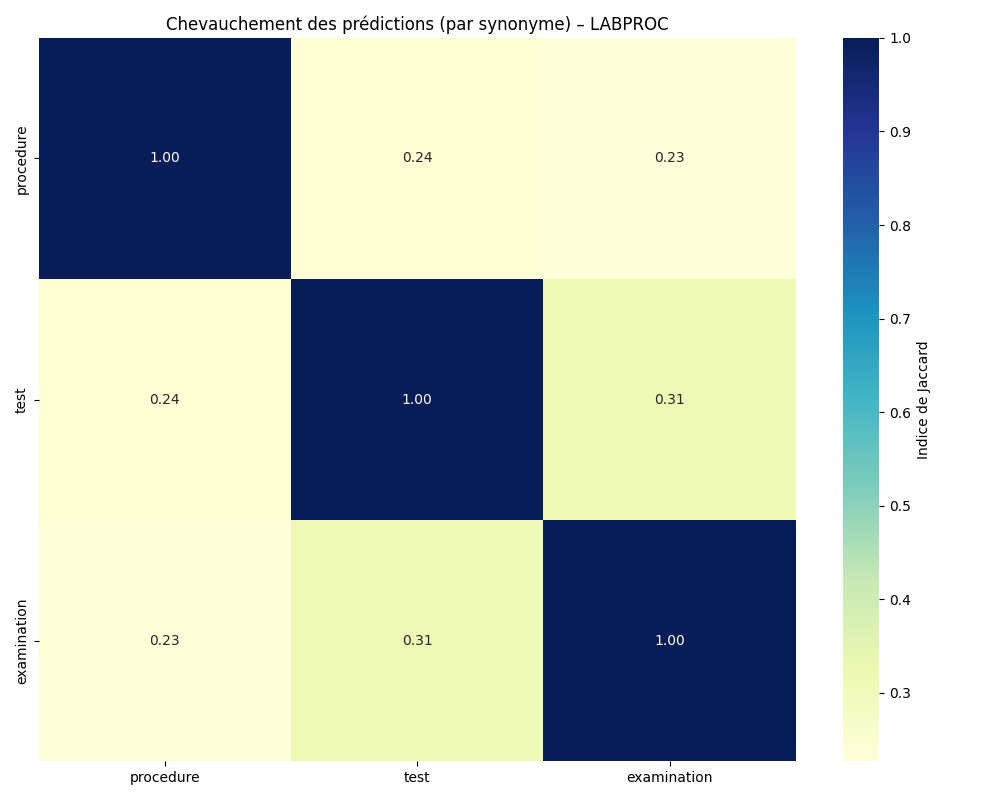 Chevauchement des prédictions (par synonyme) – LABPROC
procedure
1.00
0.24
0.23
test
0.24
1.00
0.31
examination
0.23
0.31
1.00
procedure
test
examination
1.0
0.9
0.8
0.7
0.6
0.5
0.4
0.3
Indice de Jaccard